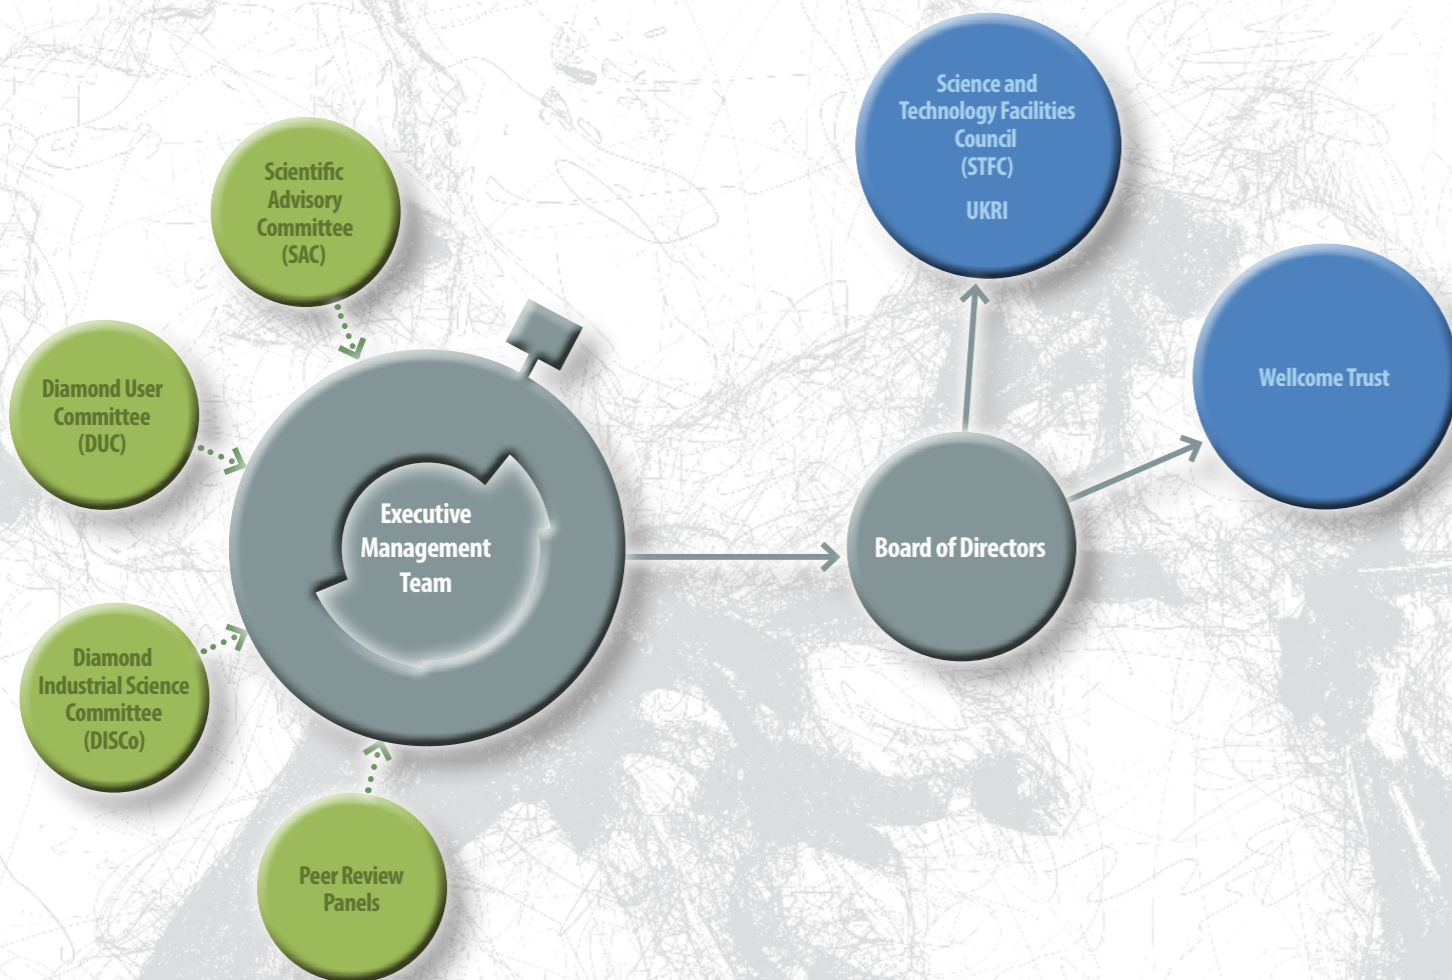 Science and
Technology Facilities
Council
(STFC)
UKRI
Scientific
Advisory
Committee
(SAC)
Diamond User
Committee
(DUC)
Wellcome Trust
Executive
Management
Team
Board of Directors
Diamond
Industrial Science
Committee
(DISCo)
Peer Review
Panels